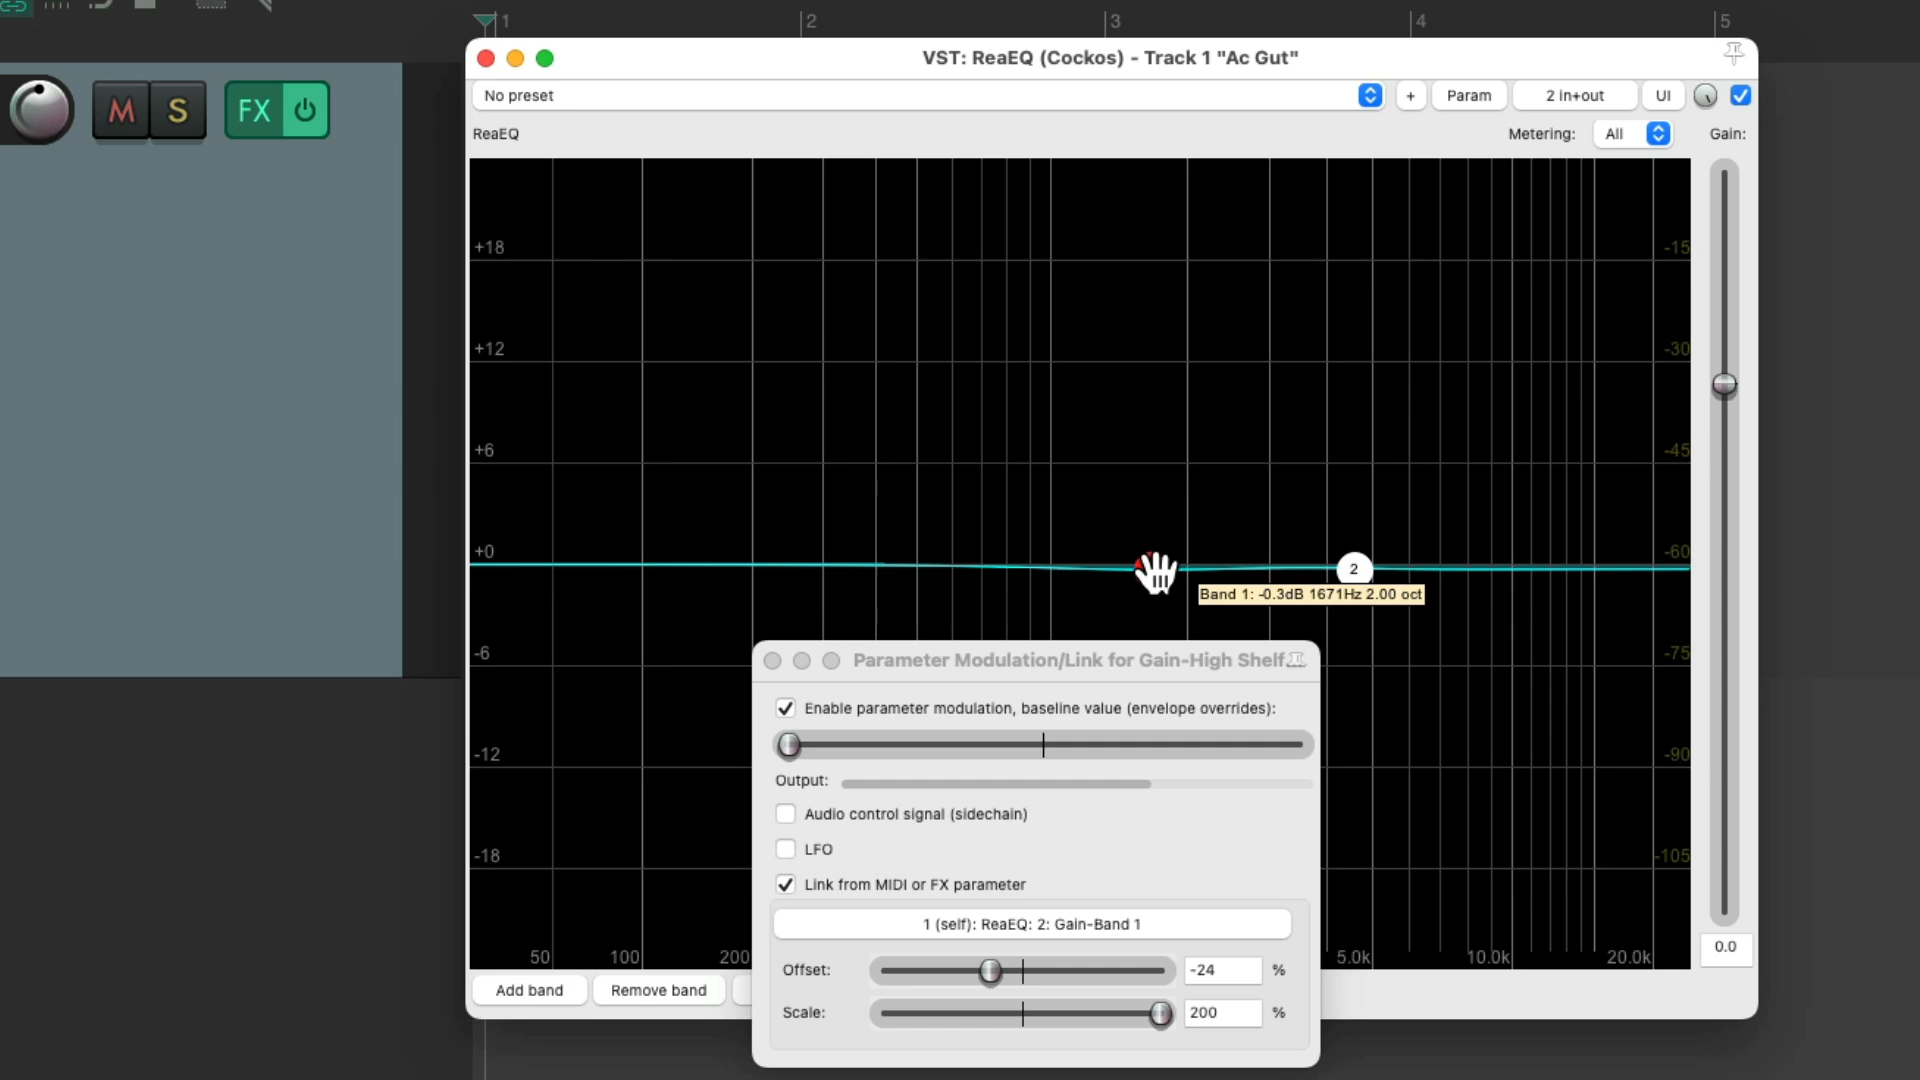 1 2 3 4 5
VST: ReaEQ (Cockos) - Track 1 "Ac Gut"
M S FX
No preset + Param 2 in+out UI
ReaEQ Metering: All Gain:
+18 -15
+12 -30
+6 -45
+0 -60
2
Band 1: -0.3dB 1671Hz 2.00 oct
-6 -75
Parameter Modulation/Link for Gain-High Shelf
Enable parameter modulation, baseline value (envelope overrides):
-12 -90
Output:
Audio control signal (sidechain)
LFO
-18 -105
Link from MIDI or FX parameter
1 (self): ReaEQ: 2: Gain-Band 1
50 100 200 5.0k 10.0k 20.0k 0.0
Offset: -24 %
Add band Remove band
Scale: 200 %